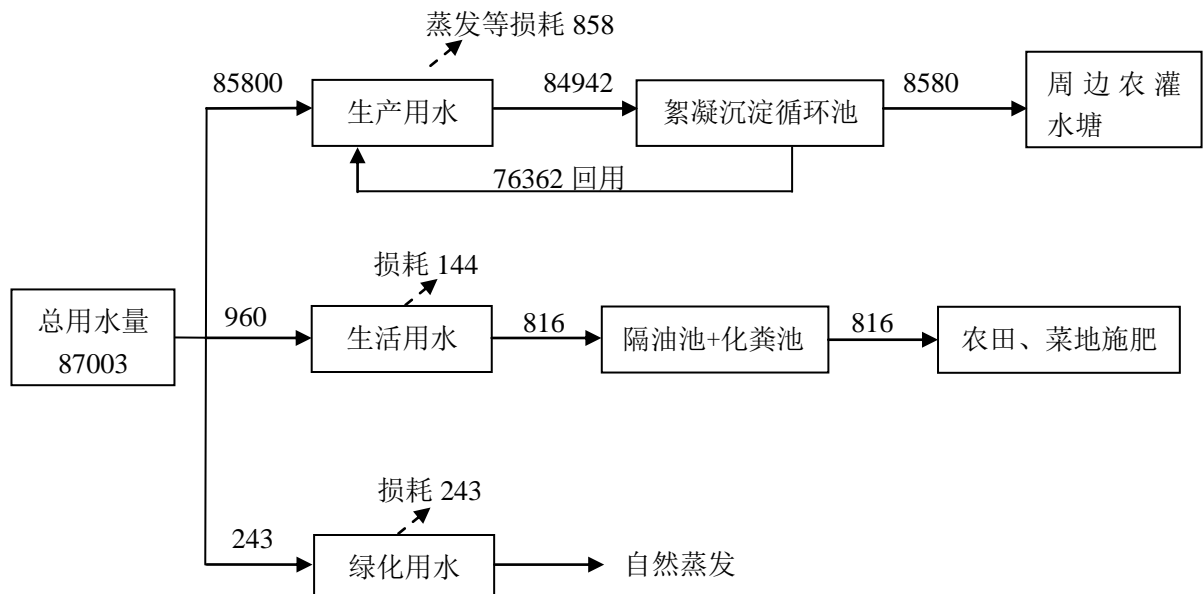 蒸发等损耗 858
85800
生产用水
84942
絮凝沉淀循环池
8580
周边农灌
水塘
76362 回用
总用水量
87003
960
损耗 144
生活用水
816
隔油池+化粪池
816
农田、菜地施肥
243
损耗 243
绿化用水
自然蒸发